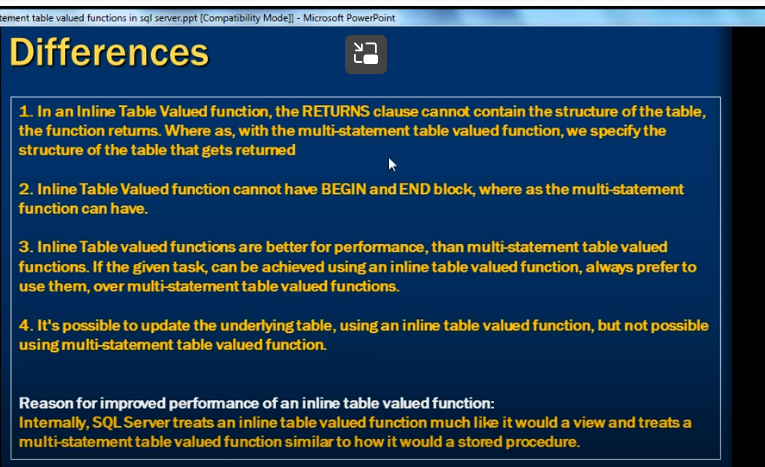 tement table valued functions in sql server.ppt [Compatibility Mode]] - Microsoft PowerPoint
Differences
1. In an Inline Table Valued function, the RETURNS clause cannot contain the structure of the table,
the function returns. Where as, with the multi-statement table valued function, we specify the
structure of the table that gets returned
2. Inline Table Valued function cannot have BEGIN and END block, where as the multi-statement
function can have.
3. Inline Table valued functions are better for performance, than multi-statement table valued
functions. If the given task, can be achieved using an inline table valued function, always prefer to
use them, over multi-statement table valued functions.
4. It's possible to update the underlying table, using an inline table valued function, but not possible
using multi-statement table valued function.
Reason for improved performance of an inline table valued function:
Internally, SQL Server treats an inline table valued function much like it would a view and treats a
multi-statement table valued function similar to how it would a stored procedure.